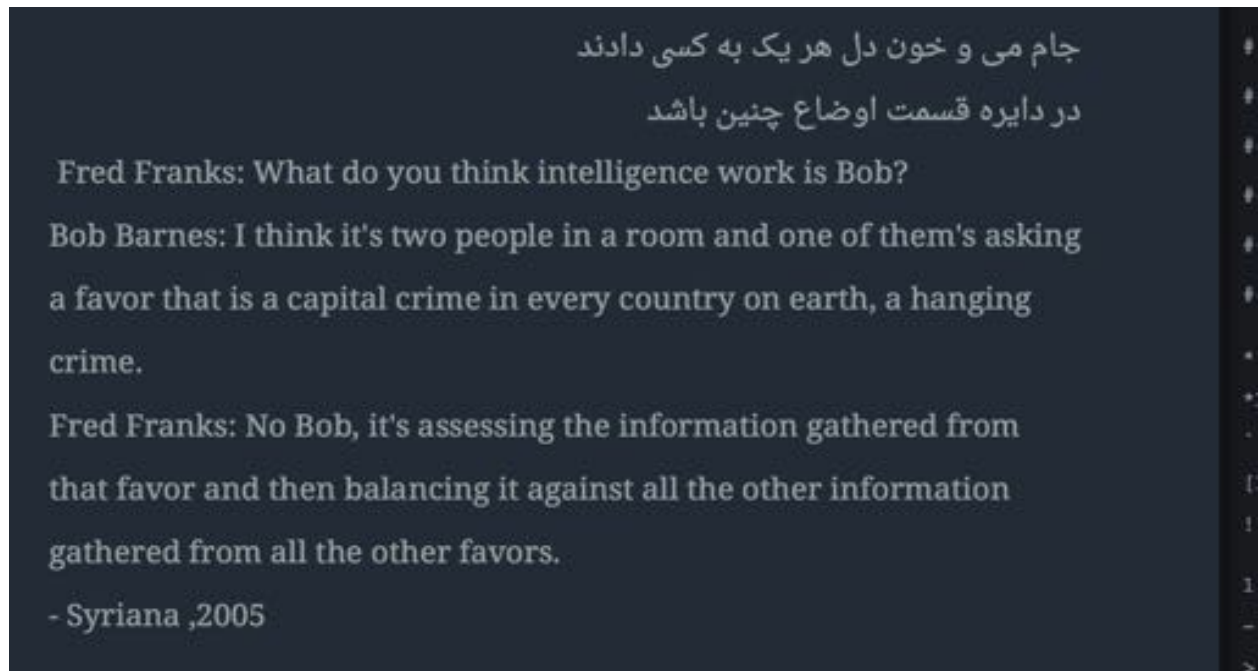 جام می و خون دل هر یک به کسی دادند
در دایره قسمت اوضاع چنین باشد
Fred Franks: What do you think intelligence work is Bob?
Bob Barnes: I think it's two people in a room and one of them's asking
a favor that is a capital crime in every country on earth, a hanging
crime.
Fred Franks: No Bob, it's assessing the information gathered from
that favor and then balancing it against all the other information
gathered from all the other favors.
- Syriana ,2005